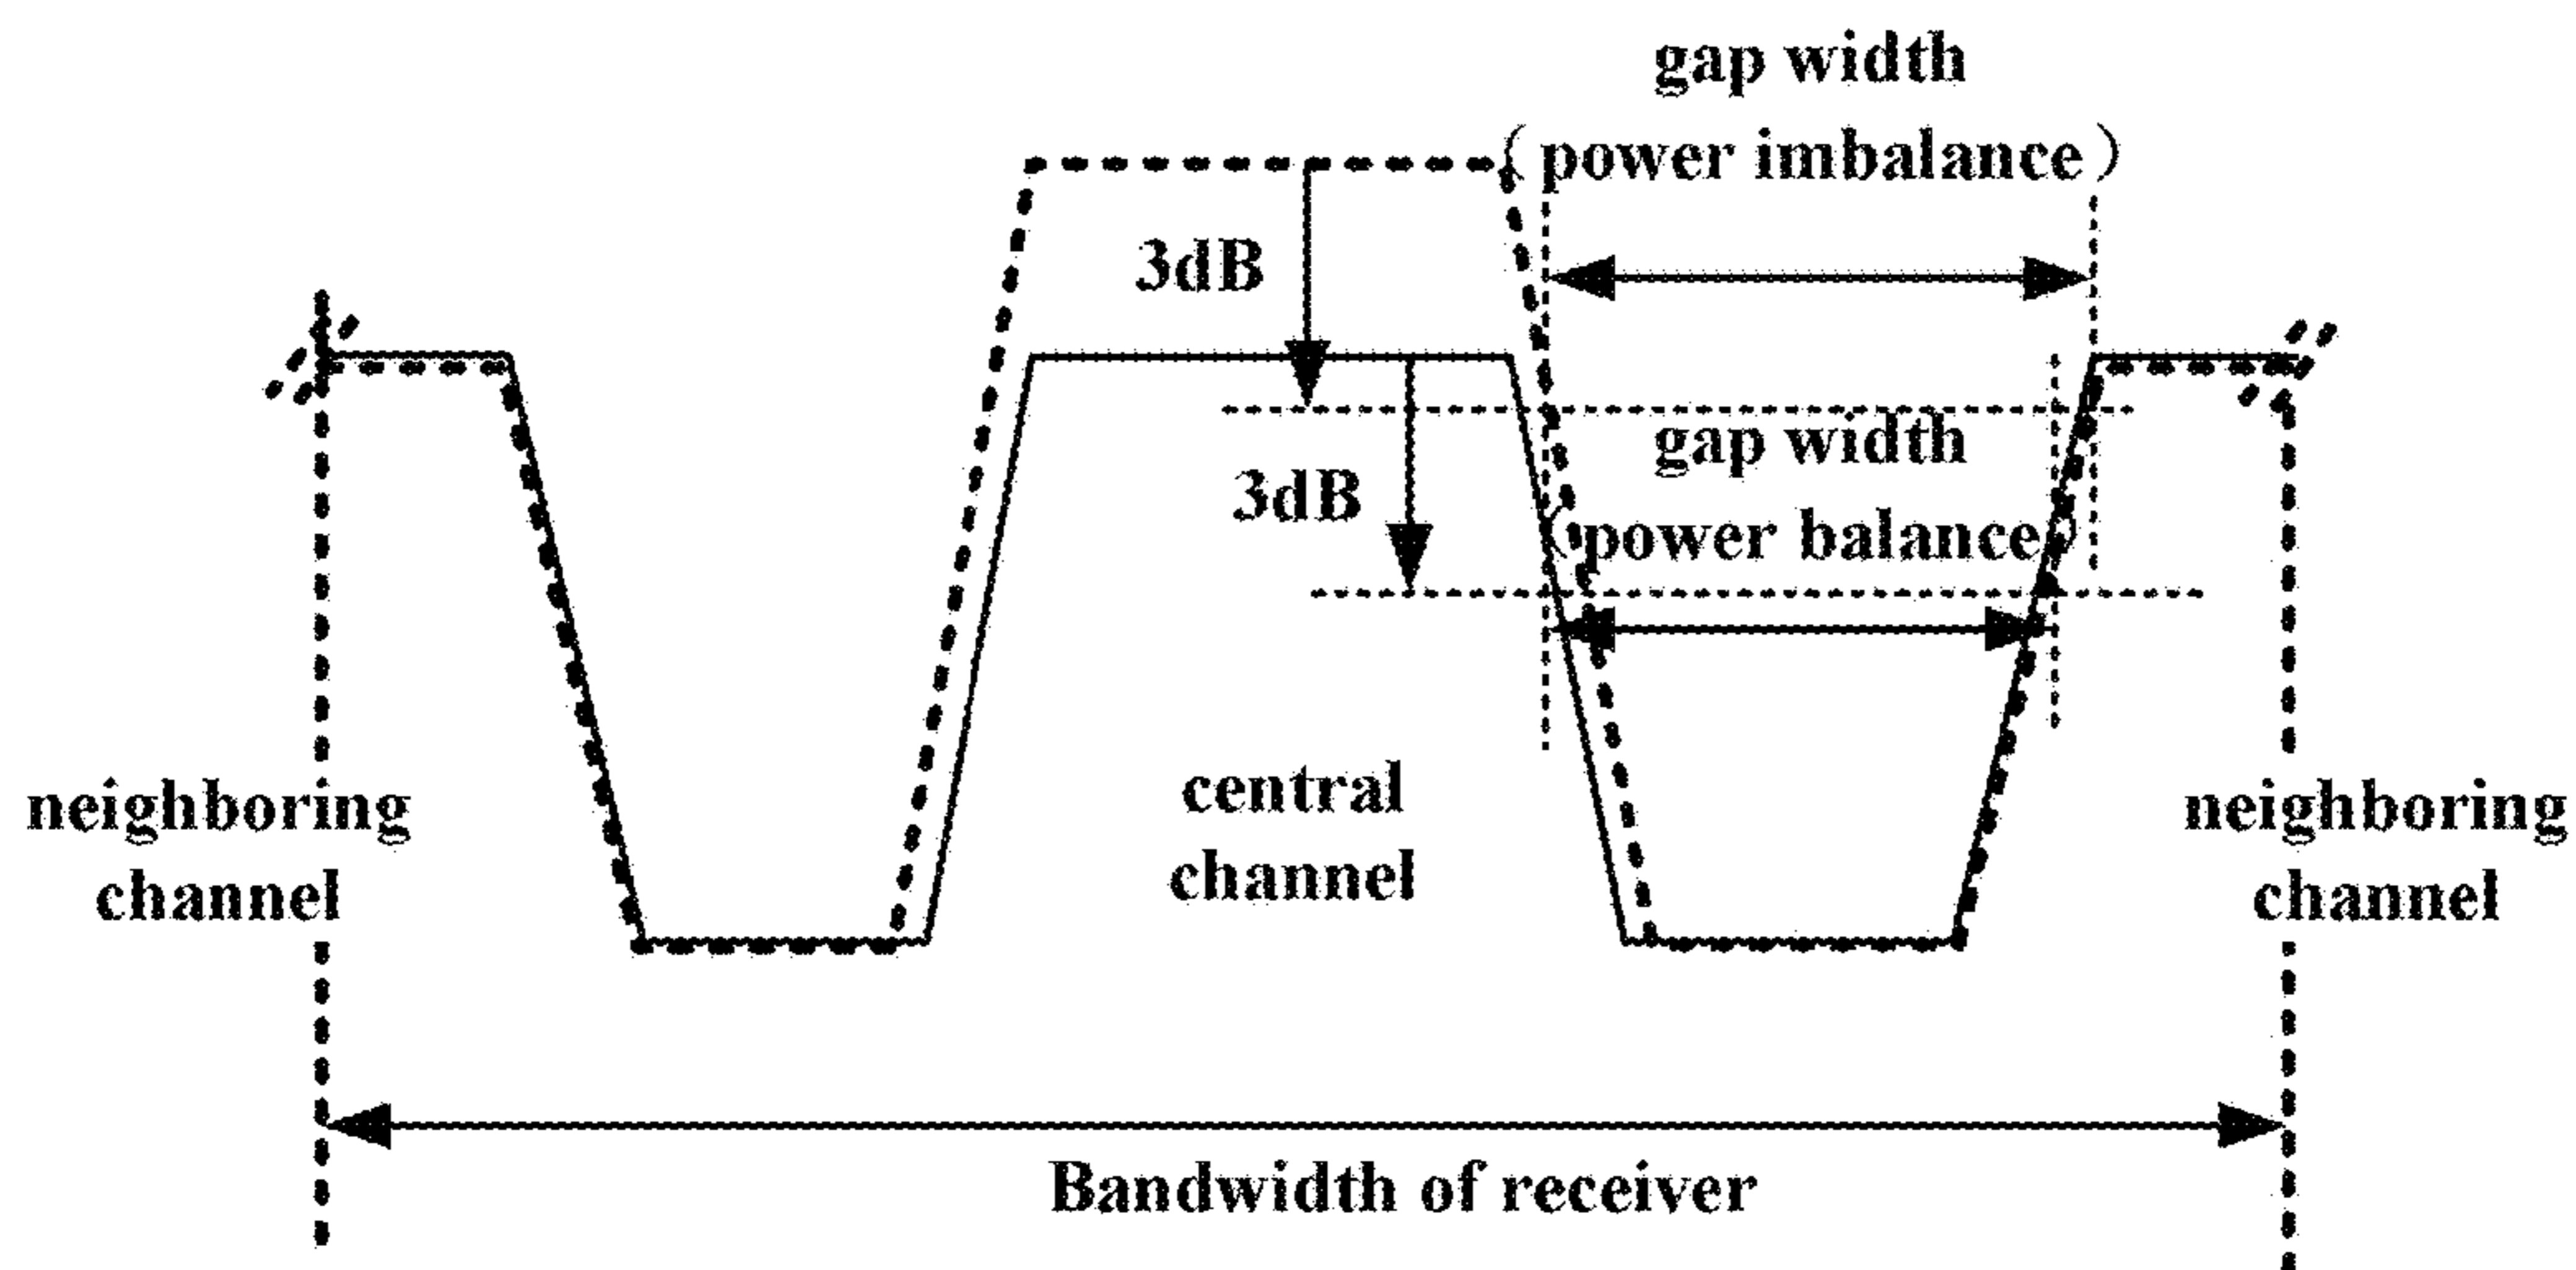 gap width
(power imbalance)
3dB
gap width
3dB
(power balance)
central
channel
neighboring
channel
neighboring
channel
Bandwidth of receiver